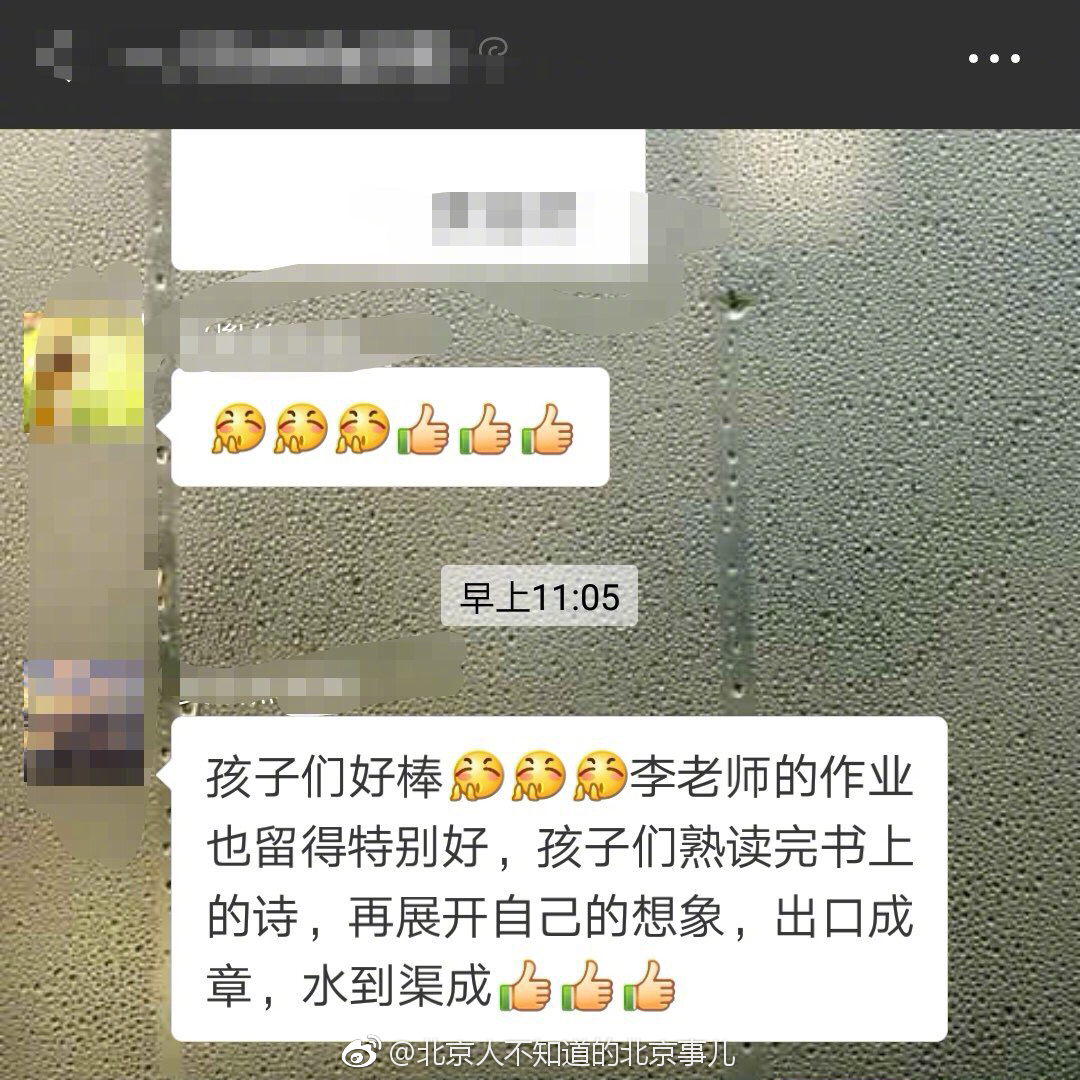 早上11:05
孩子们好棒李老师的作业
也留得特别好，孩子们熟读完书上
的诗，再展开自己的想象，出口成
章，水到渠成
@北京人不知道的北京事儿